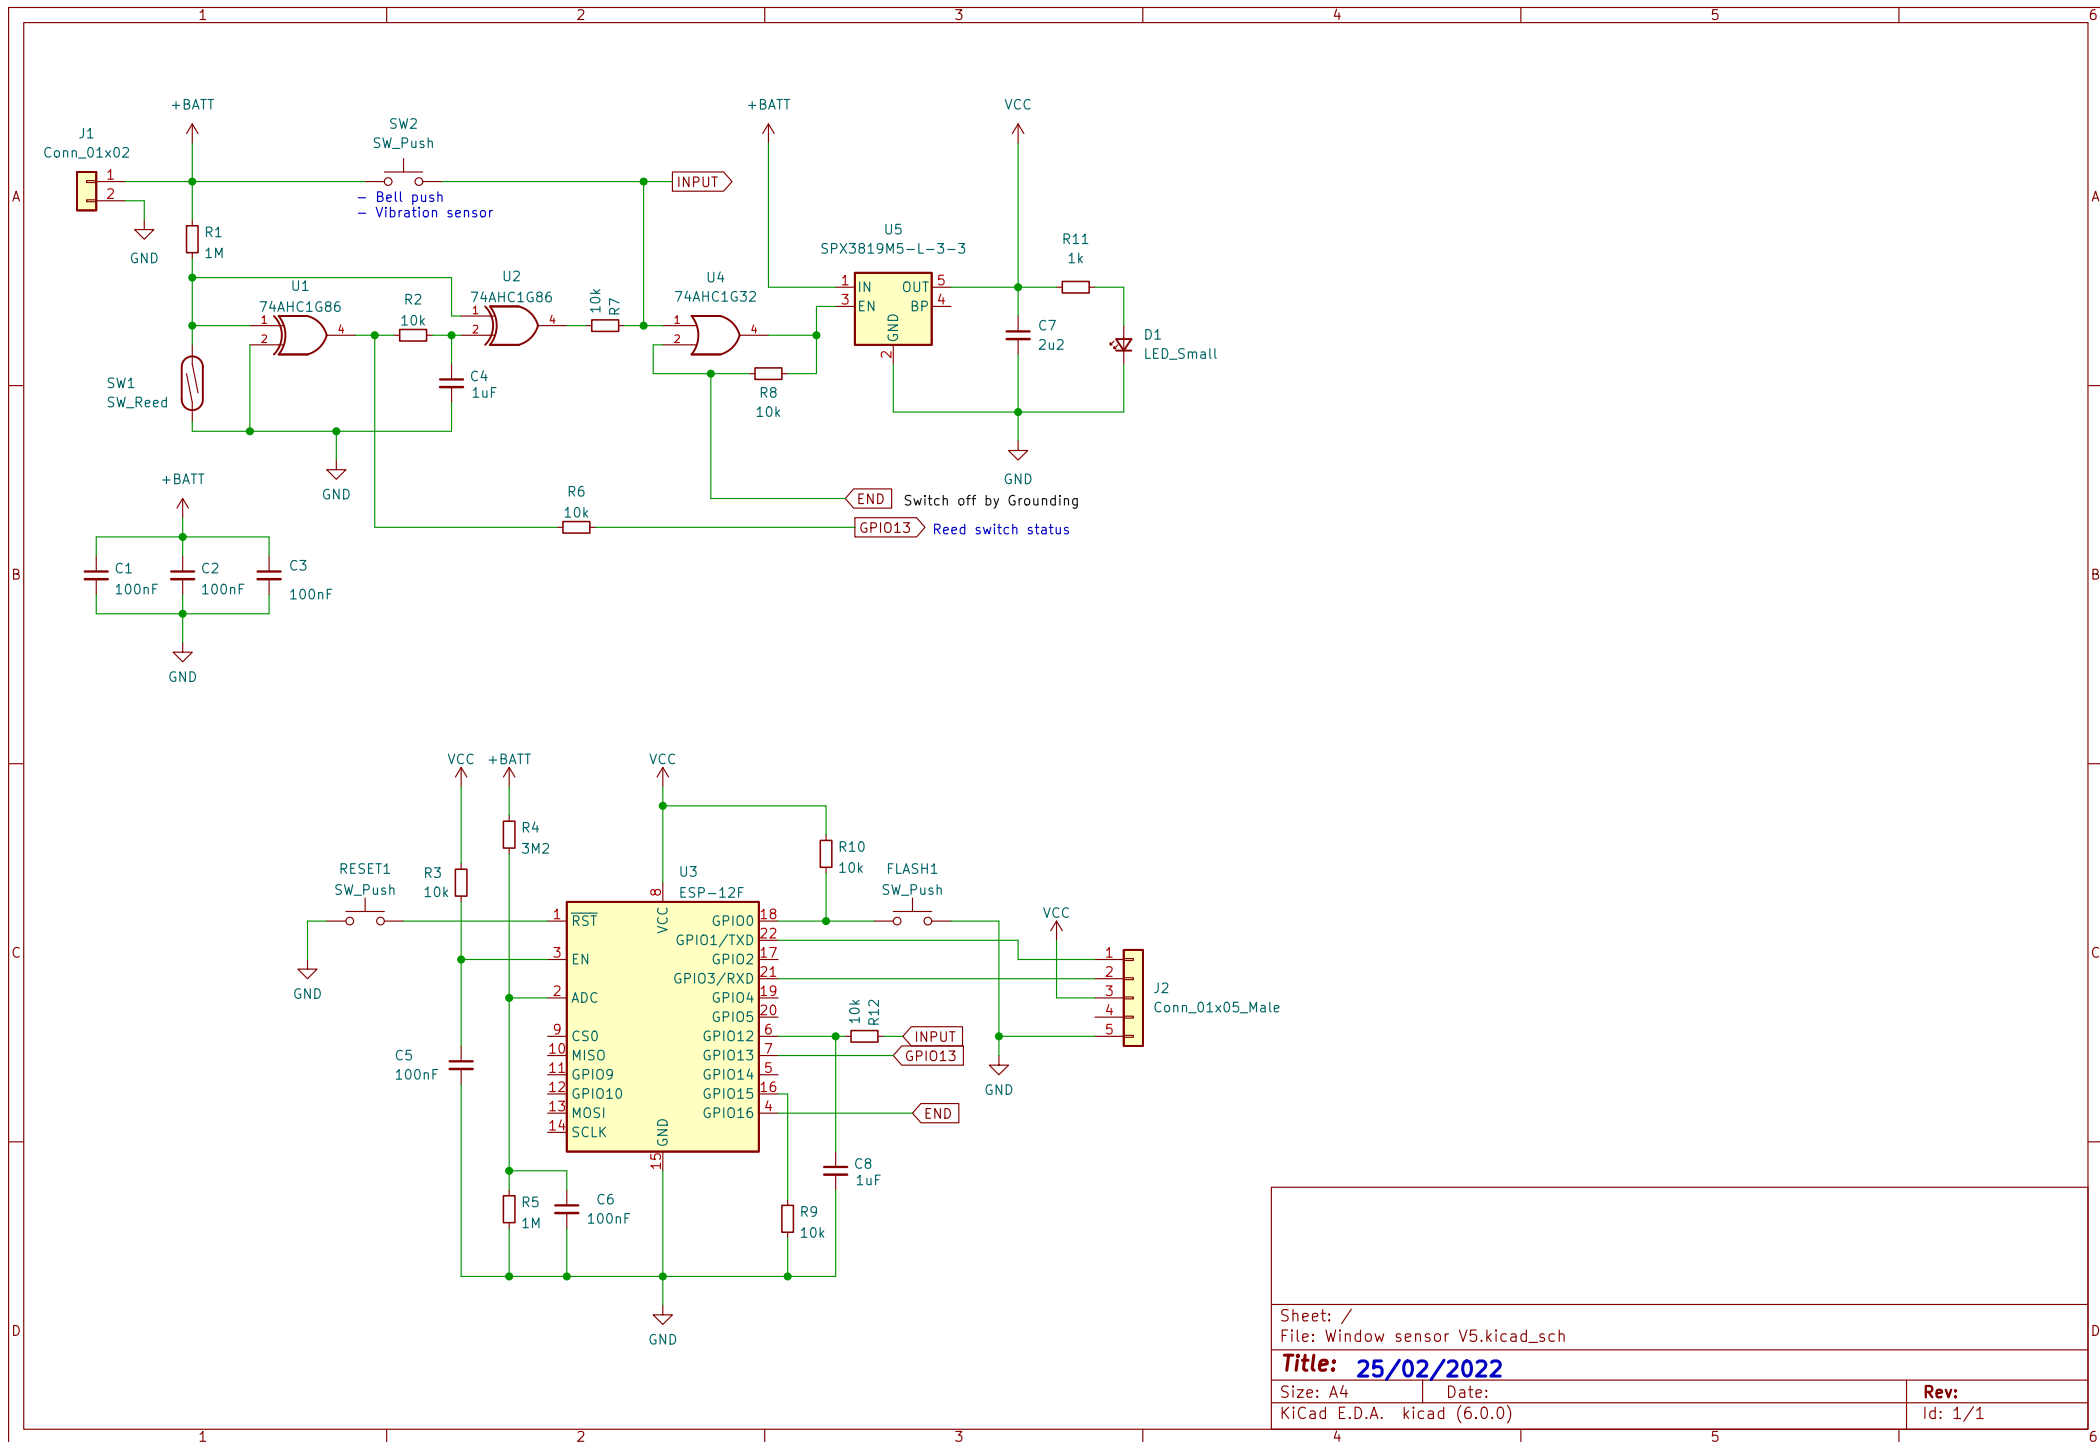 1 2 3 4 5 6
+BATT
+BATT
VCC
J1
Conn_01x02
SW2
SW_Push
1
2
INPUT
A
A
- Bell push
- Vibration sensor
R1
1M
GND
U5
SPX3819M5-L-3-3
R11
1k
U1
74AHC1G86
U2
74AHC1G86
U4
74AHC1G32
R2
10k
10k
R7
1
2
4
1
2
4
1
2
4
1
3
IN
EN
OUT
BP
GND
5
4
2
C7
2u2
D1
LED_Small
SW1
SW_Reed
C4
1uF
R8
10k
GND
GND
+BATT
R6
10k
END
Switch off by Grounding
GPIO13
Reed switch status
B
B
C1
100nF
C2
100nF
C3
100nF
GND
VCC
+BATT
VCC
R4
3M2
R10
10k
RESET1
SW_Push
R3
10k
U3
ESP-12F
FLASH1
SW_Push
VCC
8
VCC
1
RST
3
EN
2
ADC
9
CS0
10
MISO
11
GPIO9
12
GPIO10
13
MOSI
14
SCLK
GPIO0
18
GPIO1/TXD
22
GPIO2
17
GPIO3/RXD
21
GPIO4
19
GPIO5
20
GPIO12
6
GPIO13
7
GPIO14
5
GPIO15
16
GPIO16
4
GND
15
C
C
GND
10k
R12
INPUT
GPIO13
END
1
2
3
4
5
J2
Conn_01x05_Male
GND
C5
100nF
C8
1uF
R5
1M
C6
100nF
R9
10k
GND
D
D
Sheet: /
File: Window sensor V5.kicad_sch
Title: 25/02/2022
Size: A4 Date: Rev:
KiCad E.D.A. kicad (6.0.0) Id: 1/1
1 2 3 4 5 6